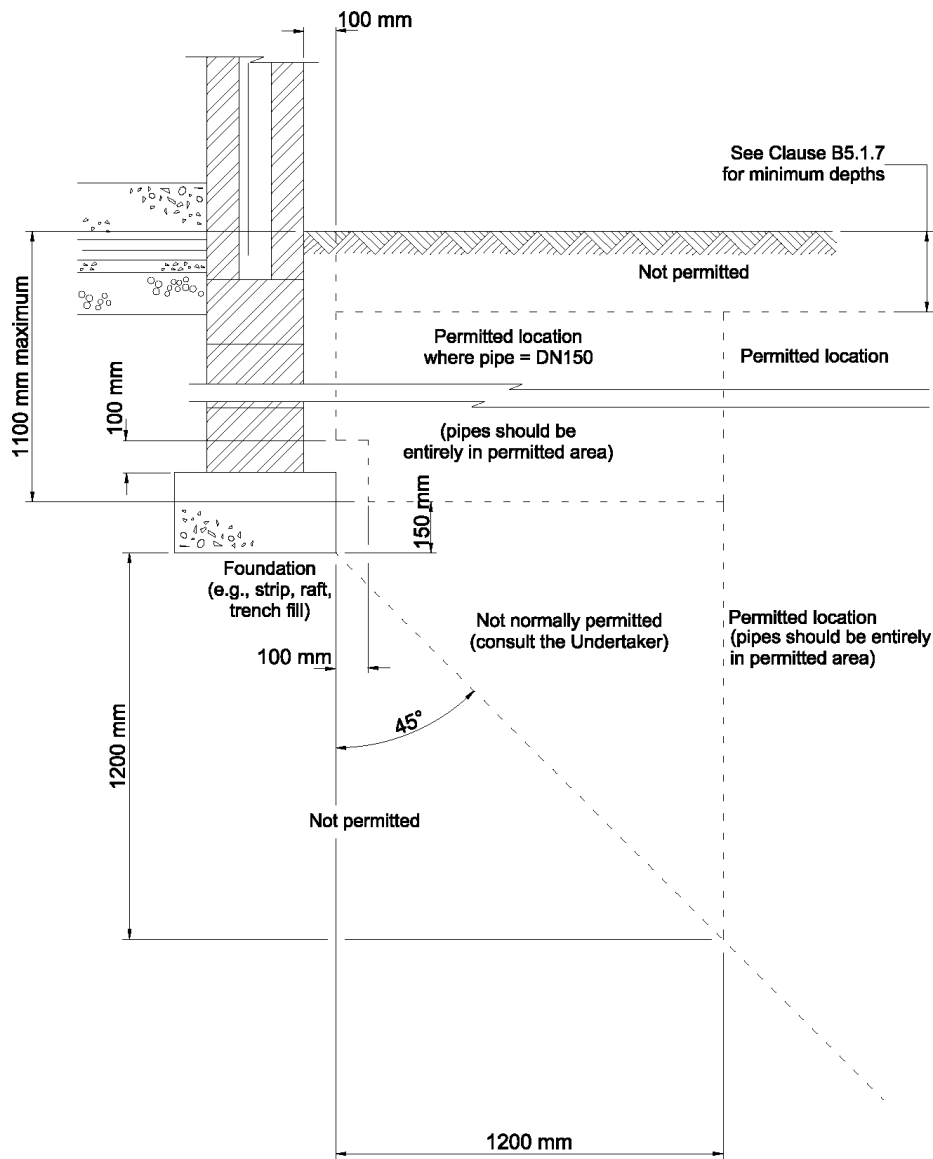 100 mm
See Clause B5.1.7
for minimum depths
Not permitted
Permitted location
where pipe = DN150
Permitted location
1100 mm maximum
100 mm
(pipes should be
entirely in permitted area)
150 mm
Foundation
(e.g., strip, raft,
trench fill)
Not normally permitted
(consult the Undertaker)
Permitted location
(pipes should be entirely
in permitted area)
100 mm
45°
1200 mm
Not permitted
1200 mm